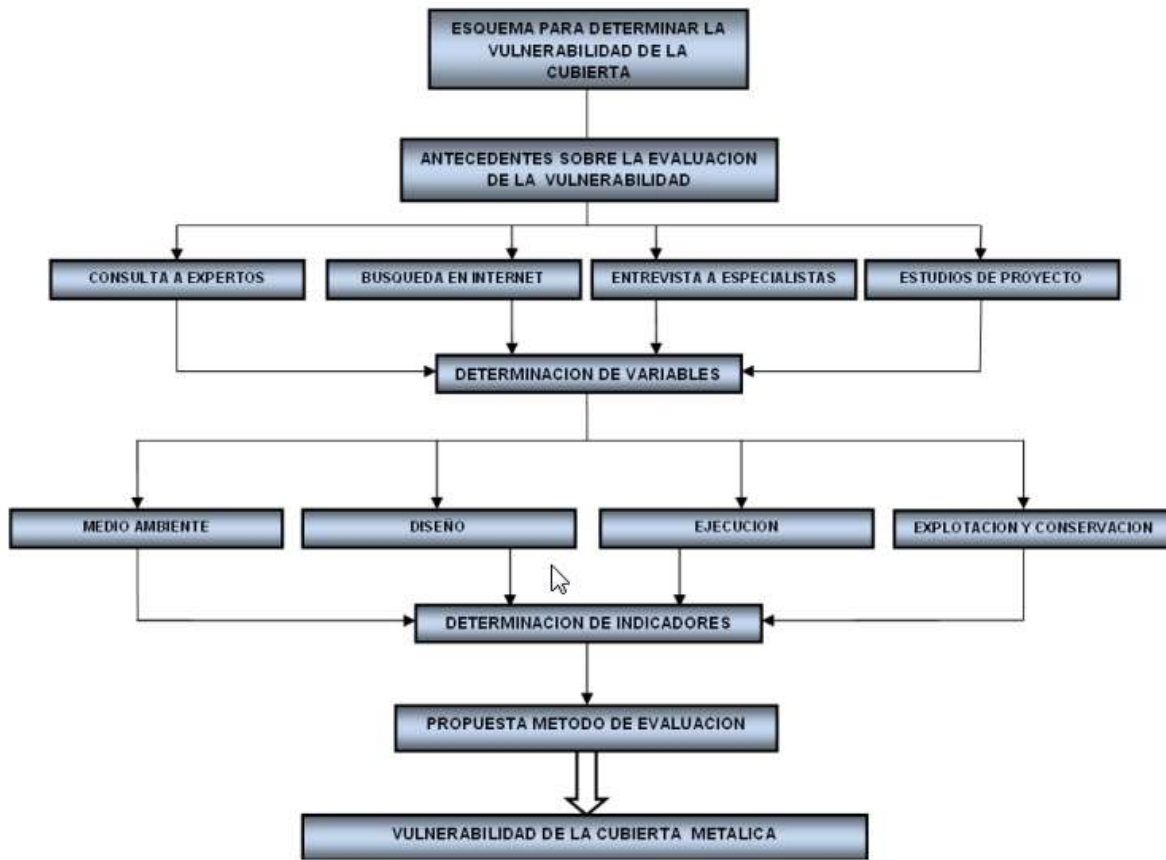 ESQUEMA PARA DETERMINAR LA
VULNERABILIDAD DE LA
CUBIERTA
ANTECEDENTES SOBRE LA EVALUACION
DE LA VULNERABILIDAD
CONSULTA A EXPERTOS
BUSQUEDA EN INTERNET
ENTREVISTA A ESPECIALISTAS
ESTUDIOS DE PROYECTO
DETERMINACION DE VARIABLES
MEDIO AMBIENTE
DISEÑO
EJECUCION
EXPLOTACION Y CONSERVACION
DETERMINACION DE INDICADORES
PROPUESTA METODO DE EVALUACION
VULNERABILIDAD DE LA CUBIERTA METALICA